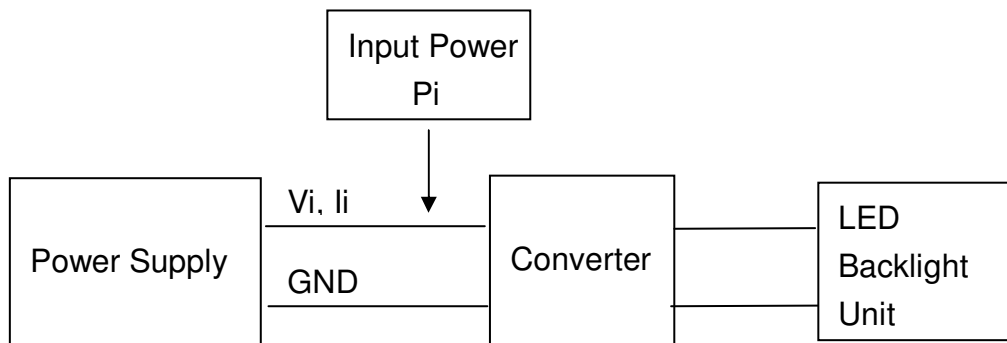 Input Power
Pi
Vi, Ii
Power Supply
GND
Converter
LED
Backlight
Unit